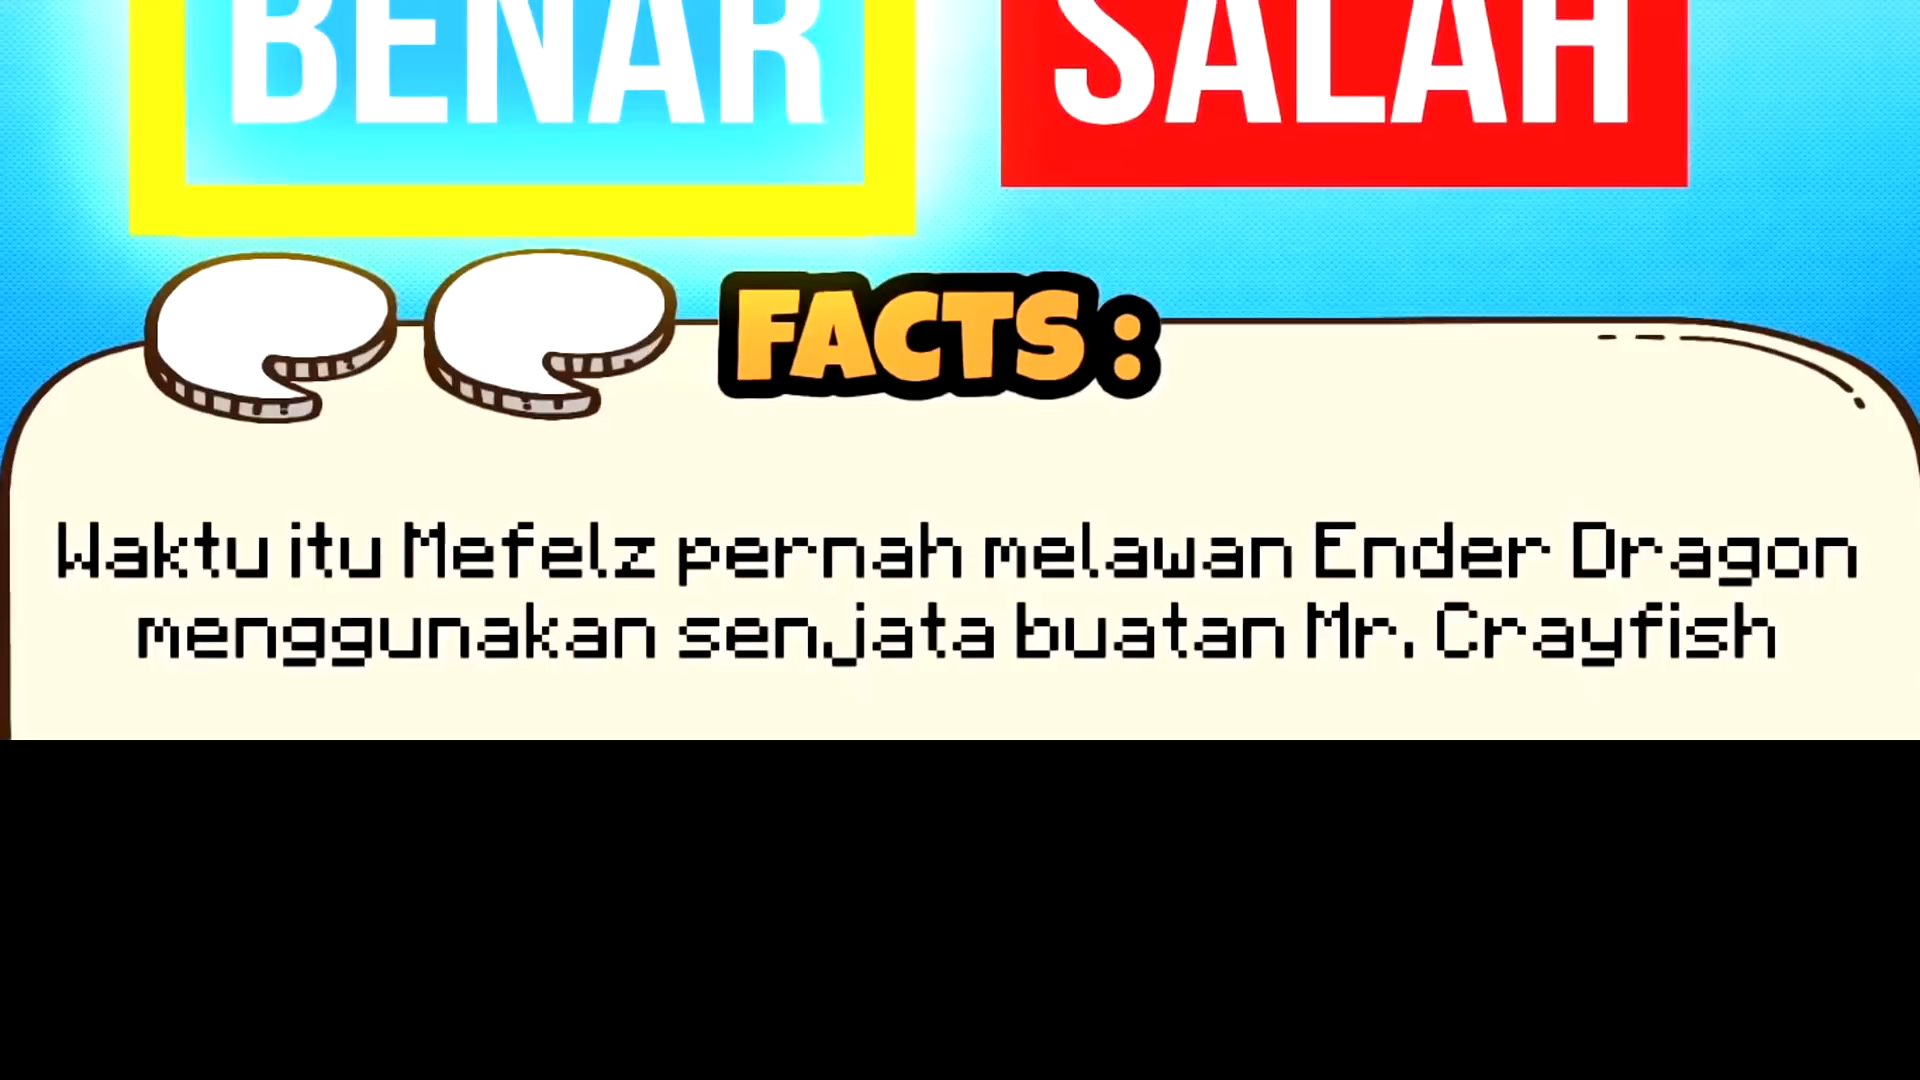 BENAR SALAH
FACTS:
Waktu itu Mefelz pernah melawan Ender Dragon
menggunakan senjata buatan Mr. Crayfish